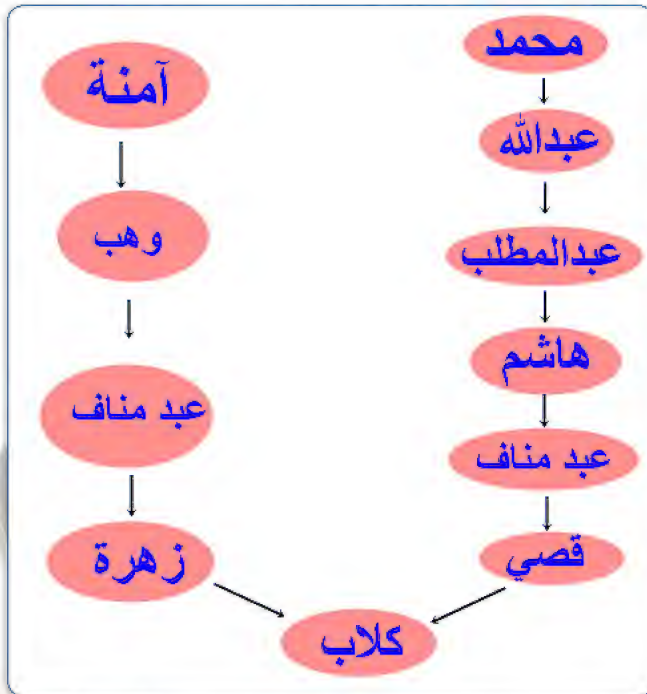 محمد
عبدالله
عبدالمطلب
هاشم
عبد مناف
قصي
آمنة
وهب
عبد مناف
زهرة
كلاب